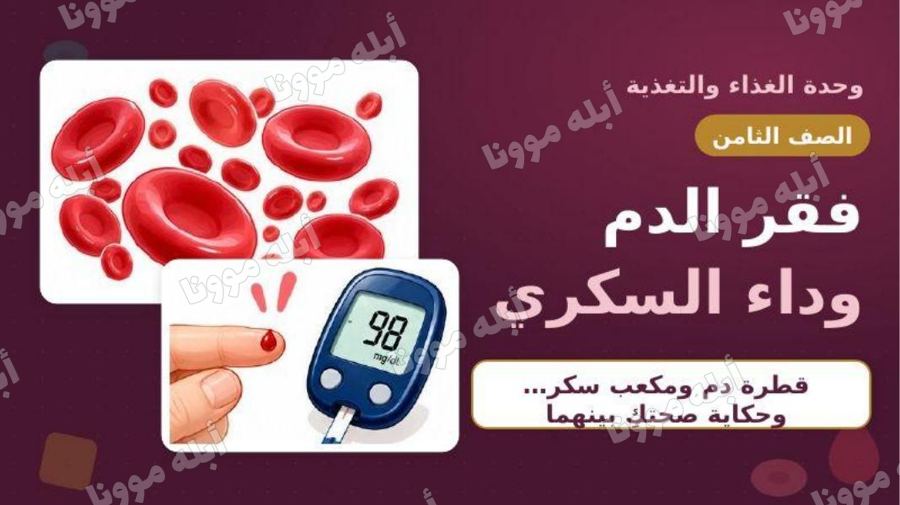 وحدة الغذاء والتغذية
الصف الثامن
فقر الدم
وداء السكري
قطرة دم ومكعب سكر...
وحكاية صحتك بينهما
98
mg/dL
أبله موونا